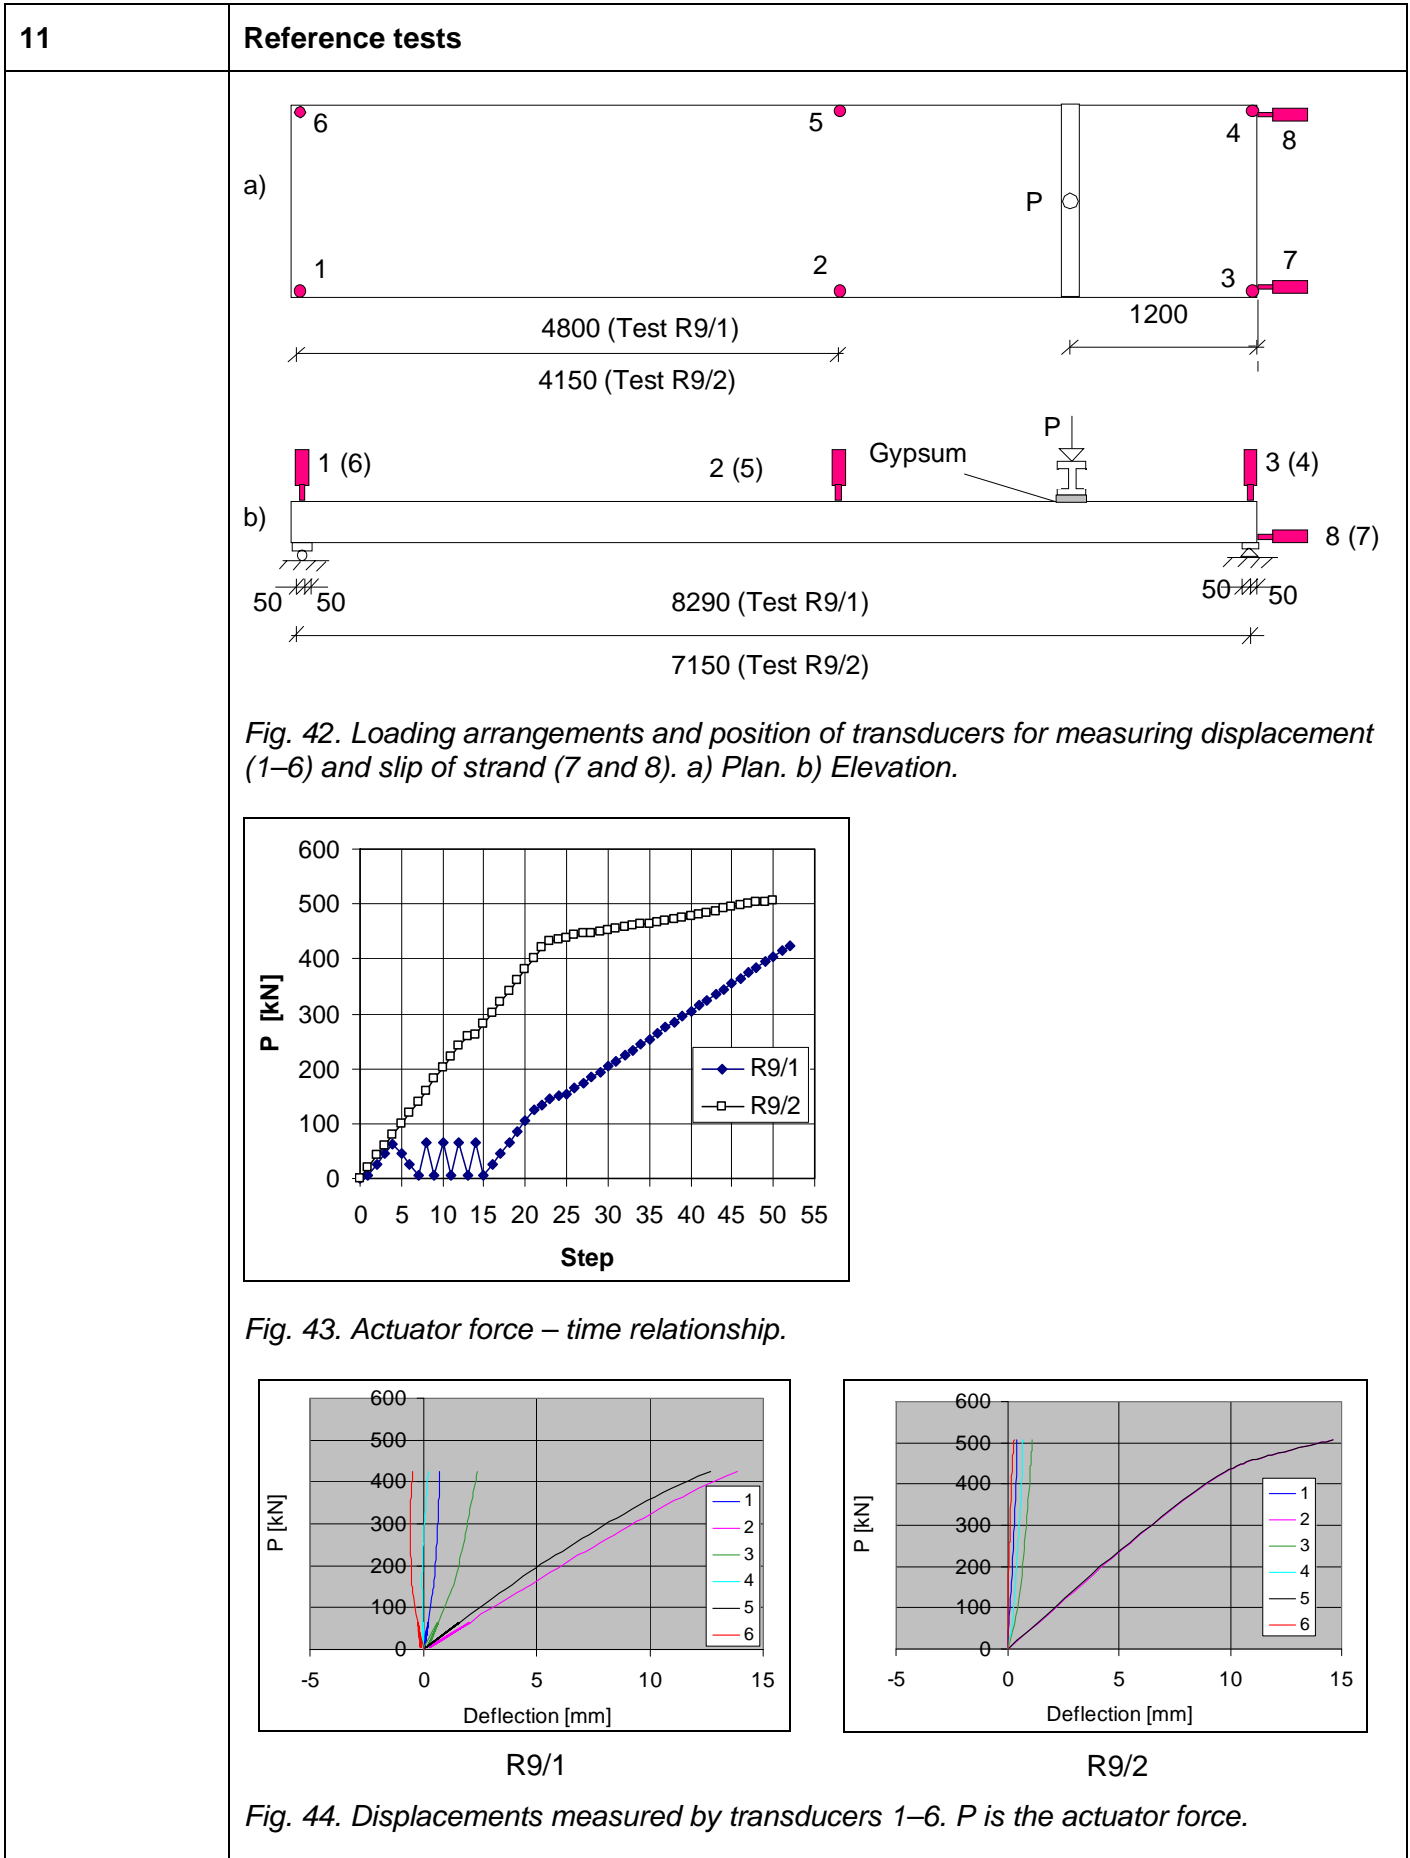 11 Reference tests
6 5 4 8
a)
P
1 2 3 7
1200
4800 (Test R9/1)
4150 (Test R9/2)
P
Gypsum
1 (6) 2 (5) 3 (4)
b)
8 (7)
50 50 8290 (Test R9/1) 50 50
7150 (Test R9/2)
Fig. 42. Loading arrangements and position of transducers for measuring displacement
(1–6) and slip of strand (7 and 8). a) Plan. b) Elevation.
600
500
400
300
200
100
0
P [kN]
R9/1
R9/2
0 5 10 15 20 25 30 35 40 45 50 55
Step
Fig. 43. Actuator force – time relationship.
600
500
400
300
200
100
0
P [kN]
1
2
3
4
5
6
-5 0 5 10 15
Deflection [mm]
R9/1
600
500
400
300
200
100
0
P [kN]
1
2
3
4
5
6
-5 0 5 10 15
Deflection [mm]
R9/2
Fig. 44. Displacements measured by transducers 1–6. P is the actuator force.